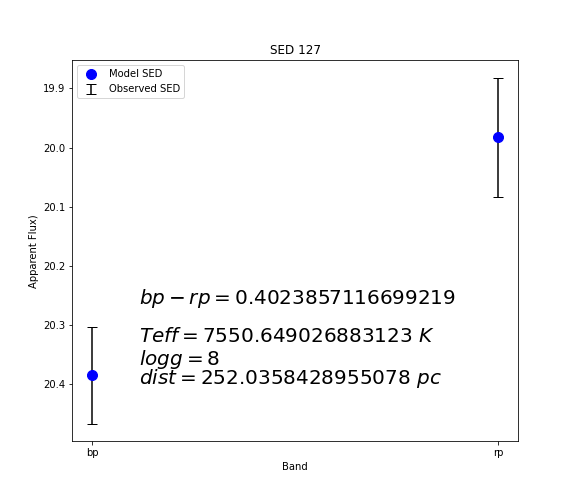 SED 127
Model SED
Observed SED
19.9
20.0
20.1
20.2
20.3
20.4
Apparent Flux)
bp − rp = 0.4023857116699219
Teff = 7550.649026883123 K
logg = 8
dist = 252.0358428955078 pc
bp rp
Band